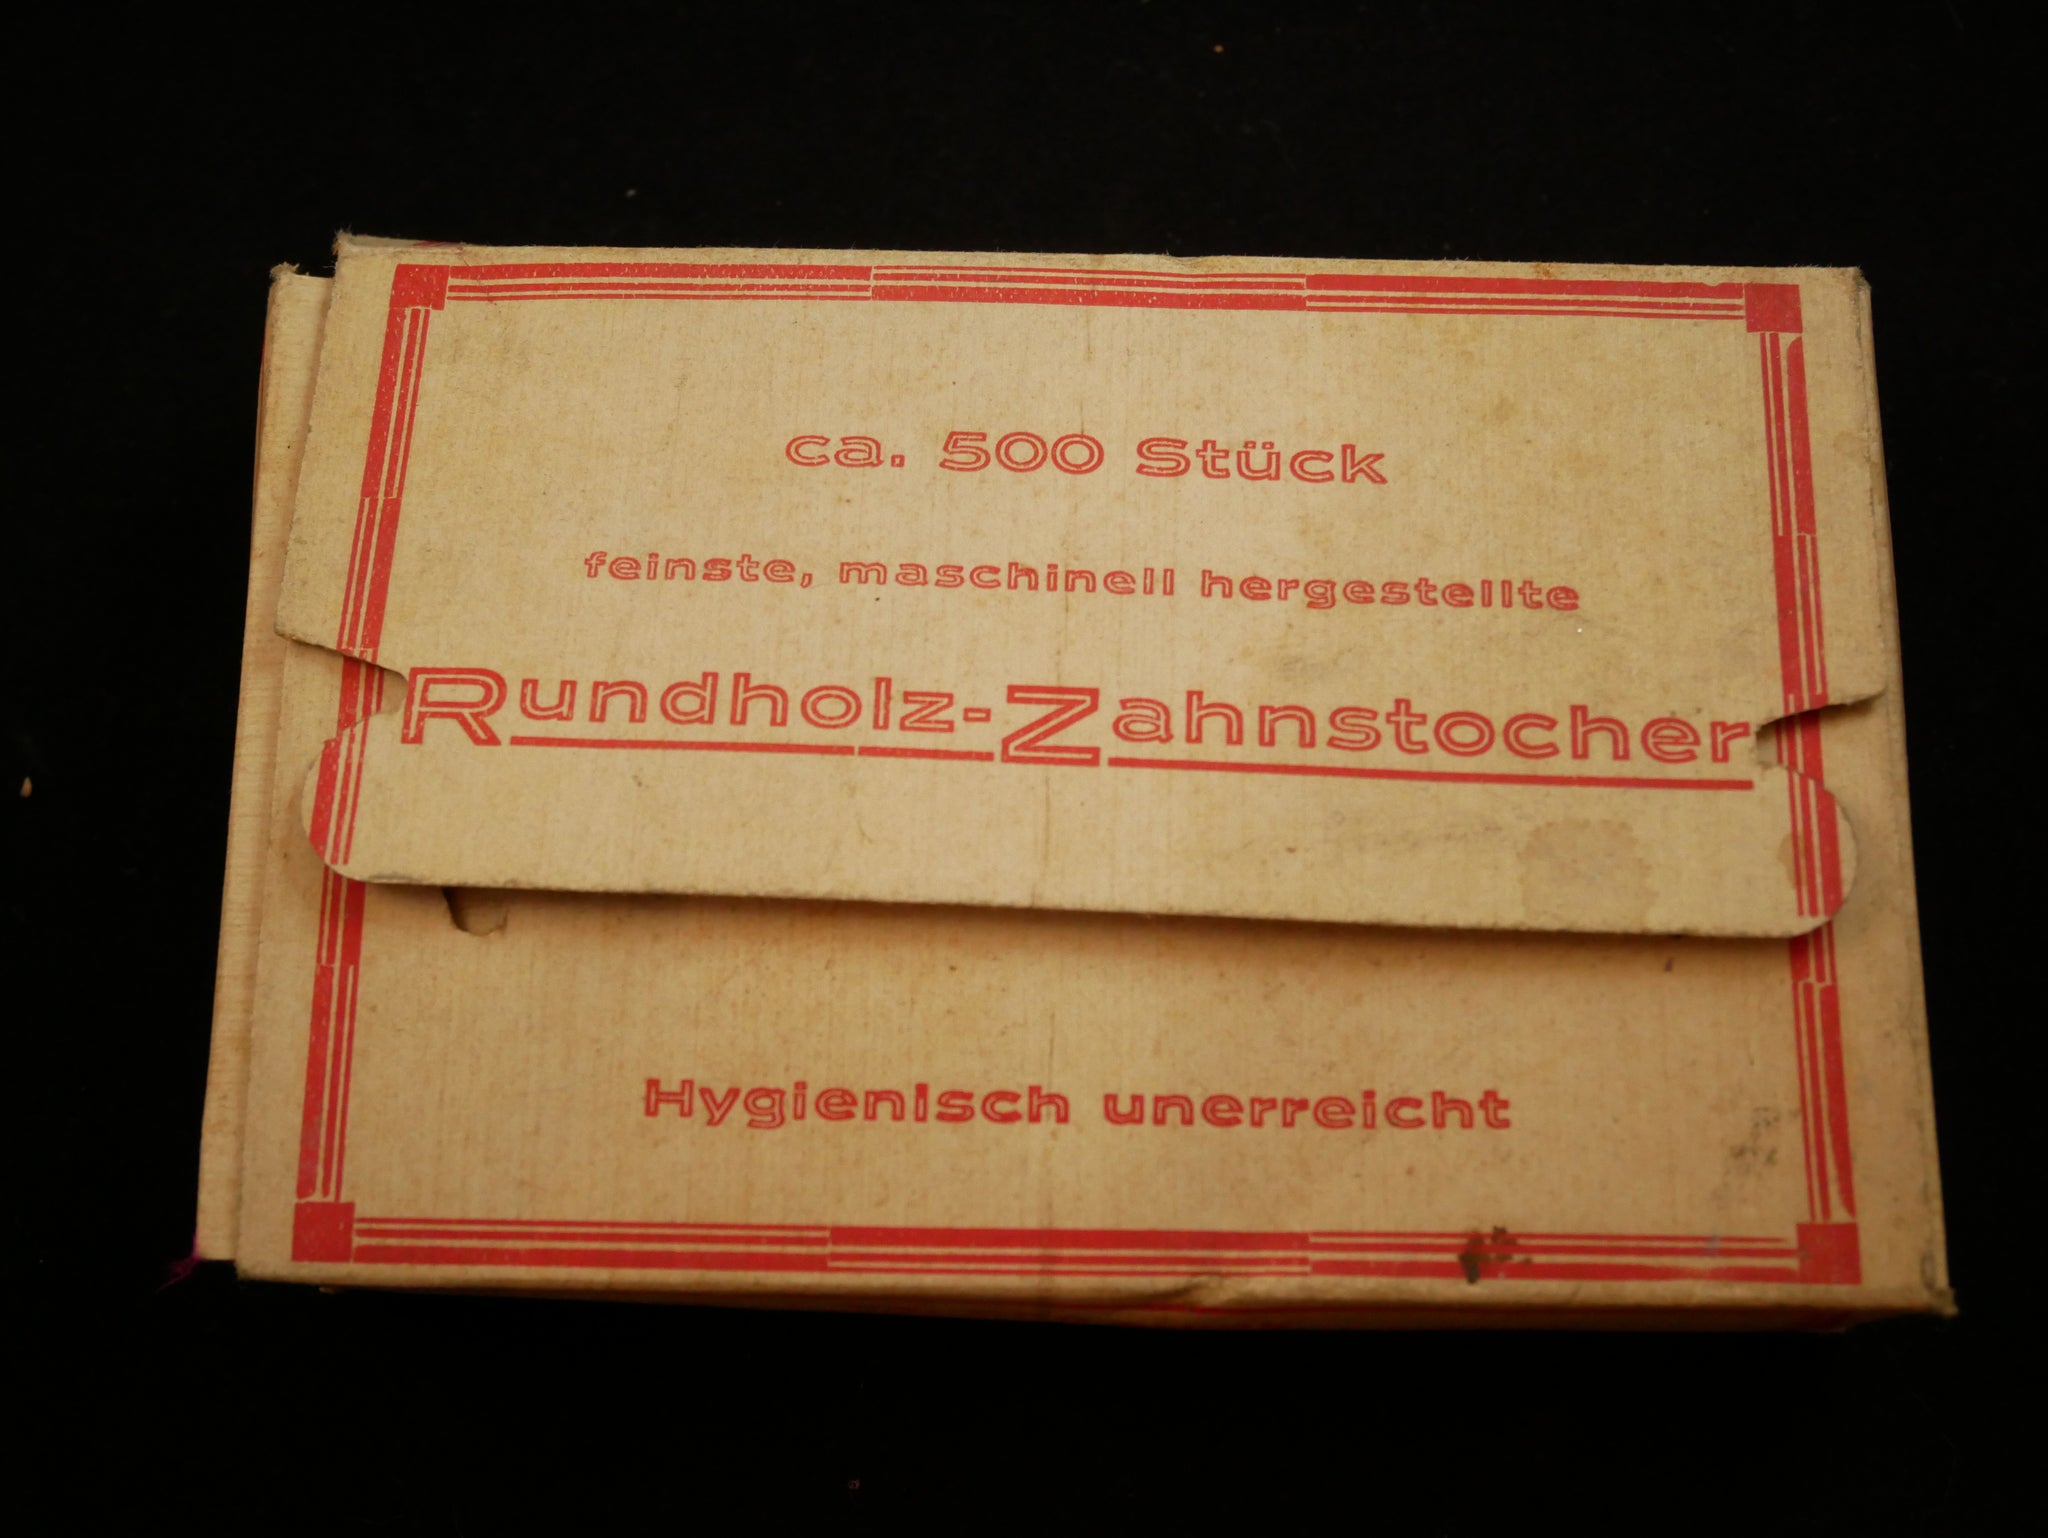 ca. 500 Stück
feinste, maschinell hergestellte
Rundholz-Zahnstocher
Hygienisch unerreicht